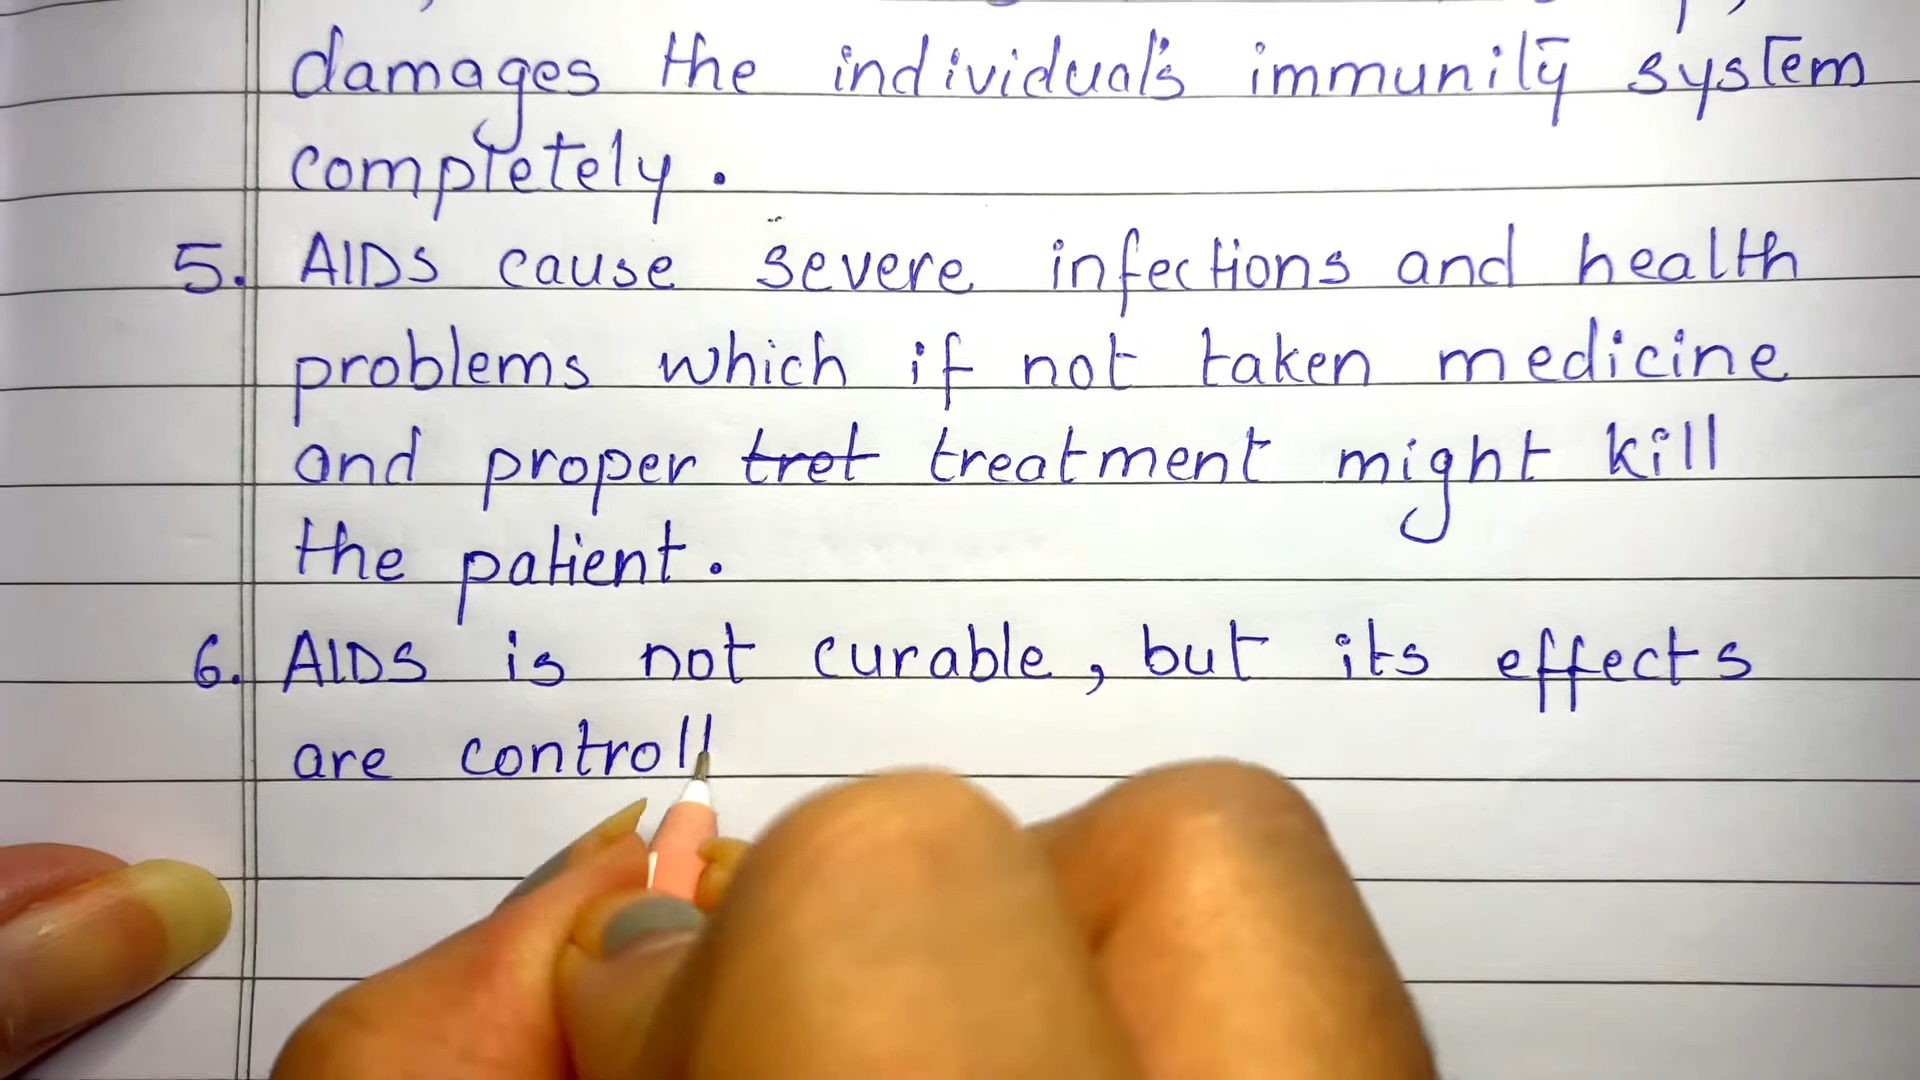 damages the individual's immunity system
completely.
5. AIDS cause severe infections and health
problems which if not taken medicine
and proper tret treatment might kill
the patient.
6. AIDS is not curable, but its effects
are controll